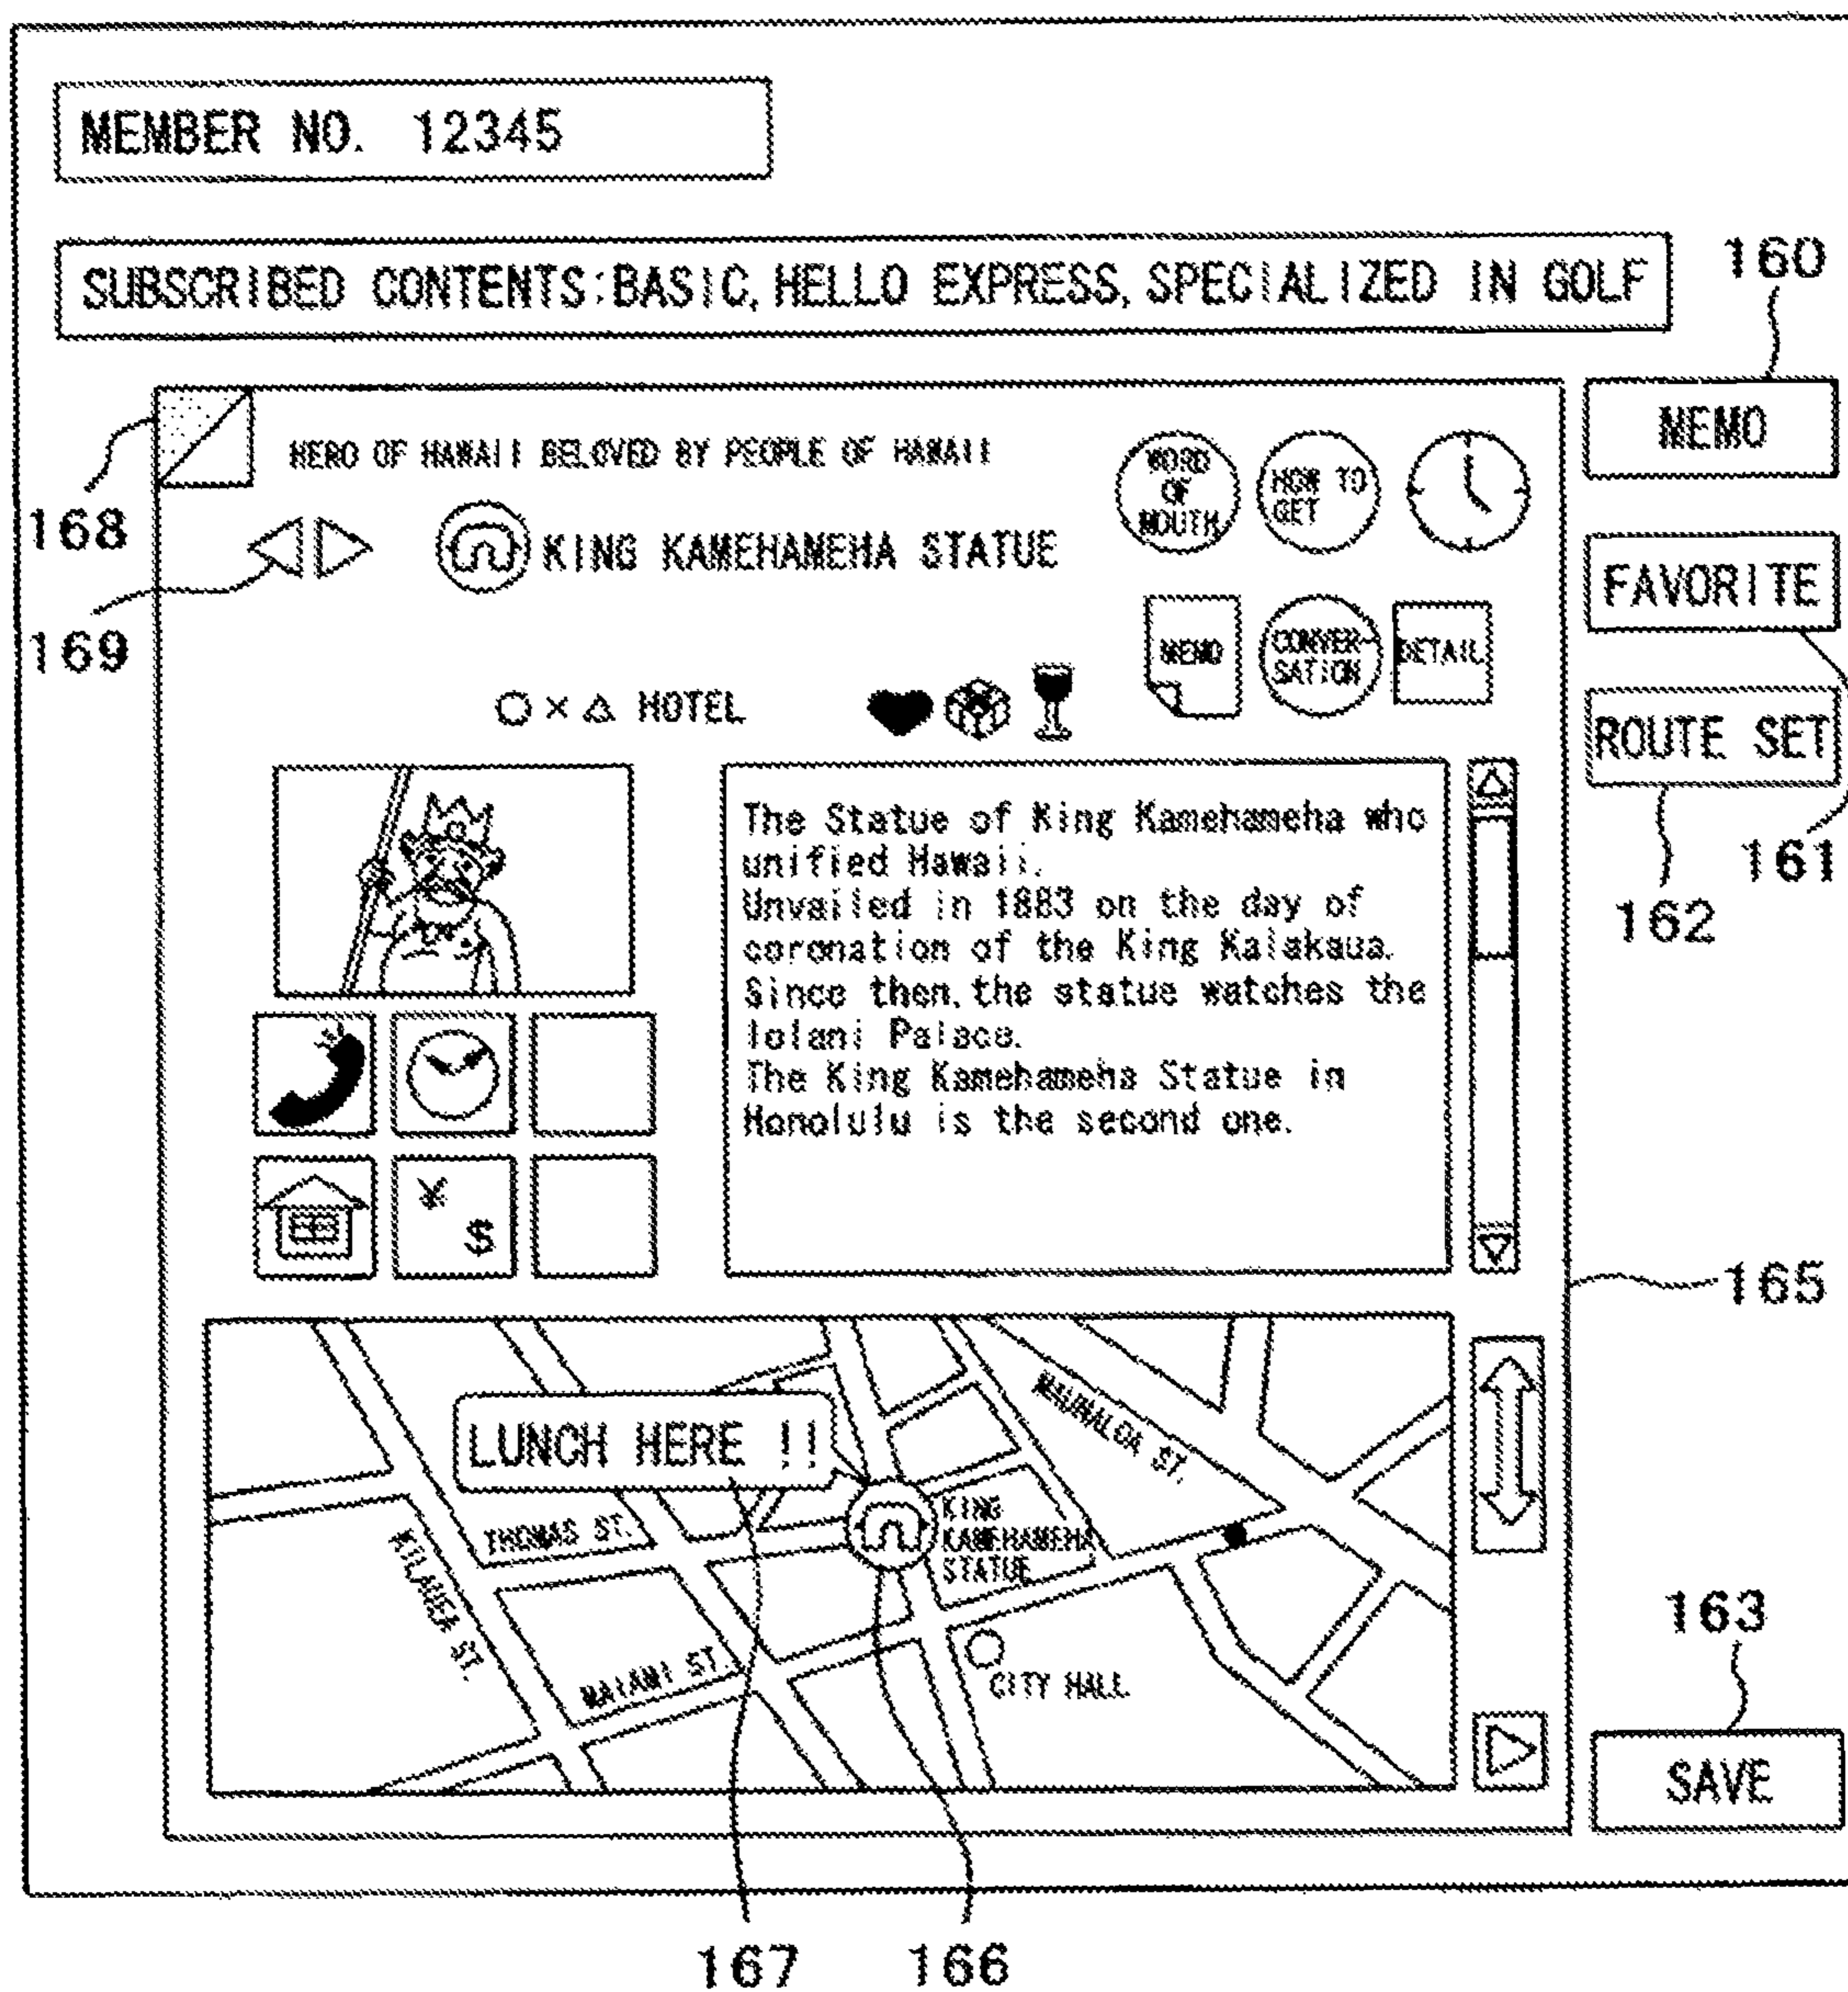 MEMBER NO. 12345
SUBSCRIBED CONTENTS:BASIC, HELLO EXPRESS, SPECIALIZED IN GOLF
160
MEMO
168
HERO OF HAWAII BELOVED BY PEOPLE OF HAWAII
WORD
OF
MOUTH
HOW TO
GET
169
KING KAMEHAMEHA STATUE
FAVORITE
161
MEMO
CONVER-
SATION
DETAIL
○×△ HOTEL
ROUTE SET
162
The Statue of King Kamehameha who
unified Hawaii.
Unvailed in 1883 on the day of
coronation of the King Kalakaua.
Since then, the statue watches the
Iolani Palace.
The King Kamehameha Statue in
Honolulu is the second one.
¥
$
165
LUNCH HERE !!
MAUNALOA ST.
KING
KAMEHAMEHA
STATUE
THOMAS ST.
KILAUEA ST.
MAIAMI ST.
CITY HALL
163
SAVE
167
166